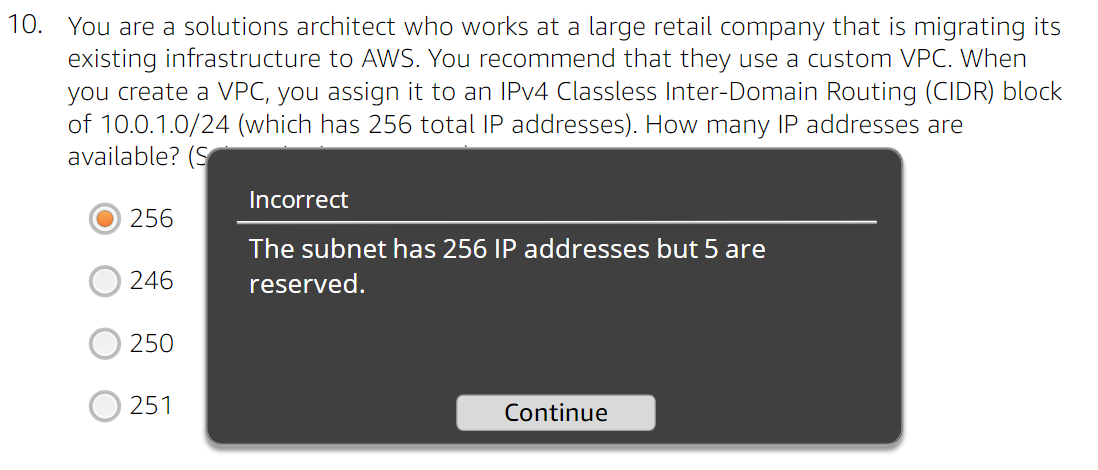 10. You are a solutions architect who works at a large retail company that is migrating its
existing infrastructure to AWS. You recommend that they use a custom VPC. When
you create a VPC, you assign it to an IPv4 Classless Inter-Domain Routing (CIDR) block
of 10.0.1.0/24 (which has 256 total IP addresses). How many IP addresses are
available? (S
Incorrect
The subnet has 256 IP addresses but 5 are
reserved.
Continue
256
246
250
251